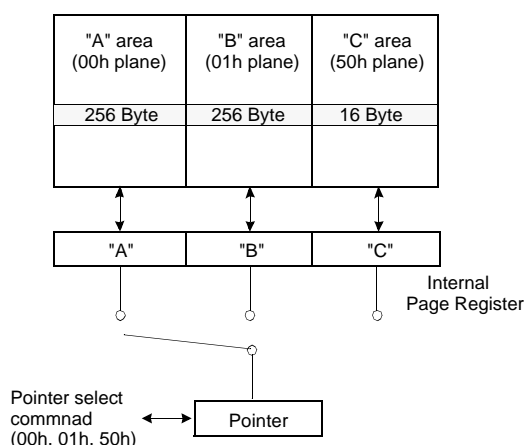 "A" area
(00h plane)
"B" area
(01h plane)
"C" area
(50h plane)
256 Byte
256 Byte
16 Byte
"A"
"B"
"C"
Internal
Page Register
Pointer select
commnad
(00h, 01h, 50h)
Pointer